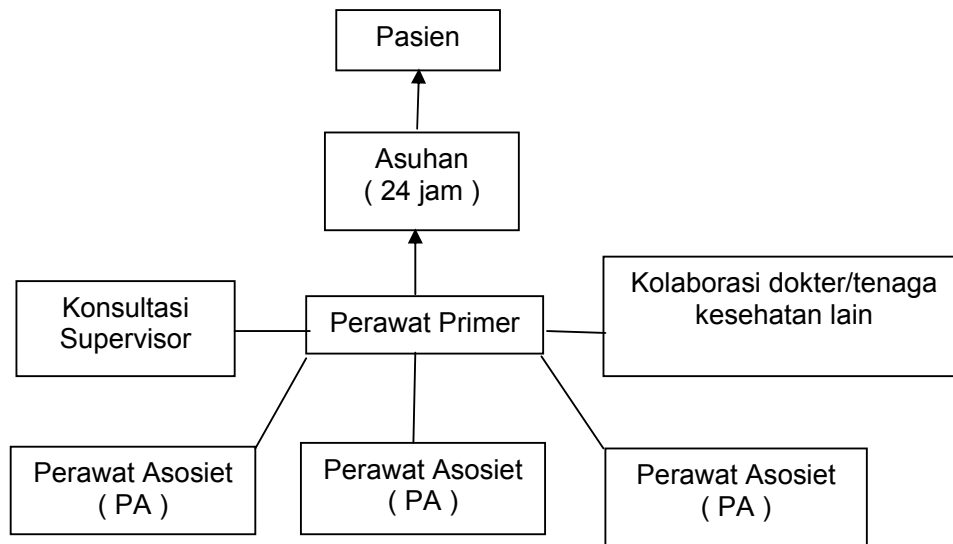 Pasien
Asuhan
( 24 jam )
Konsultasi
Supervisor
Perawat Primer
Kolaborasi dokter/tenaga
kesehatan lain
Perawat Asosiet
( PA )
Perawat Asosiet
( PA )
Perawat Asosiet
( PA )